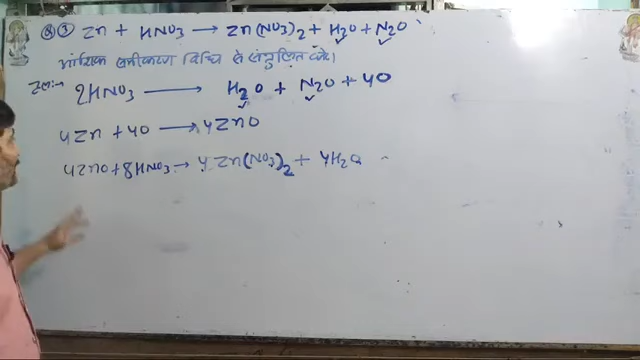 Q③ Zn + HNO3 → Zn(NO3)2 + H2O + N2O
आंशिक समीकरण विधि से संतुलित करे।
हल:- 2HNO3 → H2O + N2O + 4O
4Zn + 4O → 4ZnO
4ZnO + 8HNO3 → 4Zn(NO3)2 + 4H2O